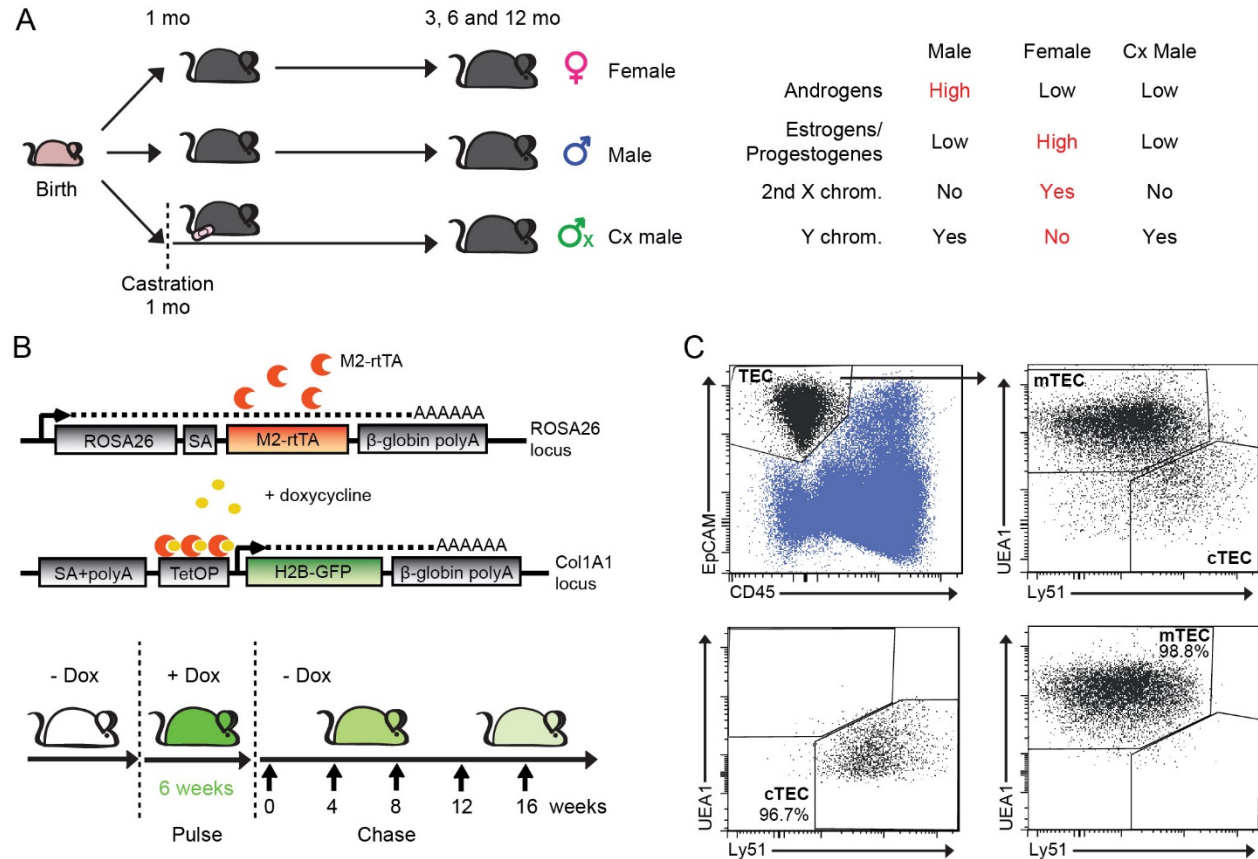 A
1 mo
3, 6 and 12 mo
Female
Male
Cx male
Birth
Castration
1 mo
Male Female Cx Male
Androgens High Low Low
Estrogens/
Progestogenes Low High Low
2nd X chrom. No Yes No
Y chrom. Yes No Yes
B
M2-rtTA
AAAAAA
ROSA26 SA M2-rtTA β-globin polyA
ROSA26
locus
+ doxycycline
AAAAAA
SA+polyA TetOP H2B-GFP β-globin polyA
Col1A1
locus
- Dox + Dox - Dox
6 weeks
0 4 8 12 16 weeks
Pulse Chase
C
TEC
EpCAM
CD45
mTEC
cTEC
UEA1
Ly51
cTEC
96.7%
UEA1
Ly51
mTEC
98.8%
UEA1
Ly51